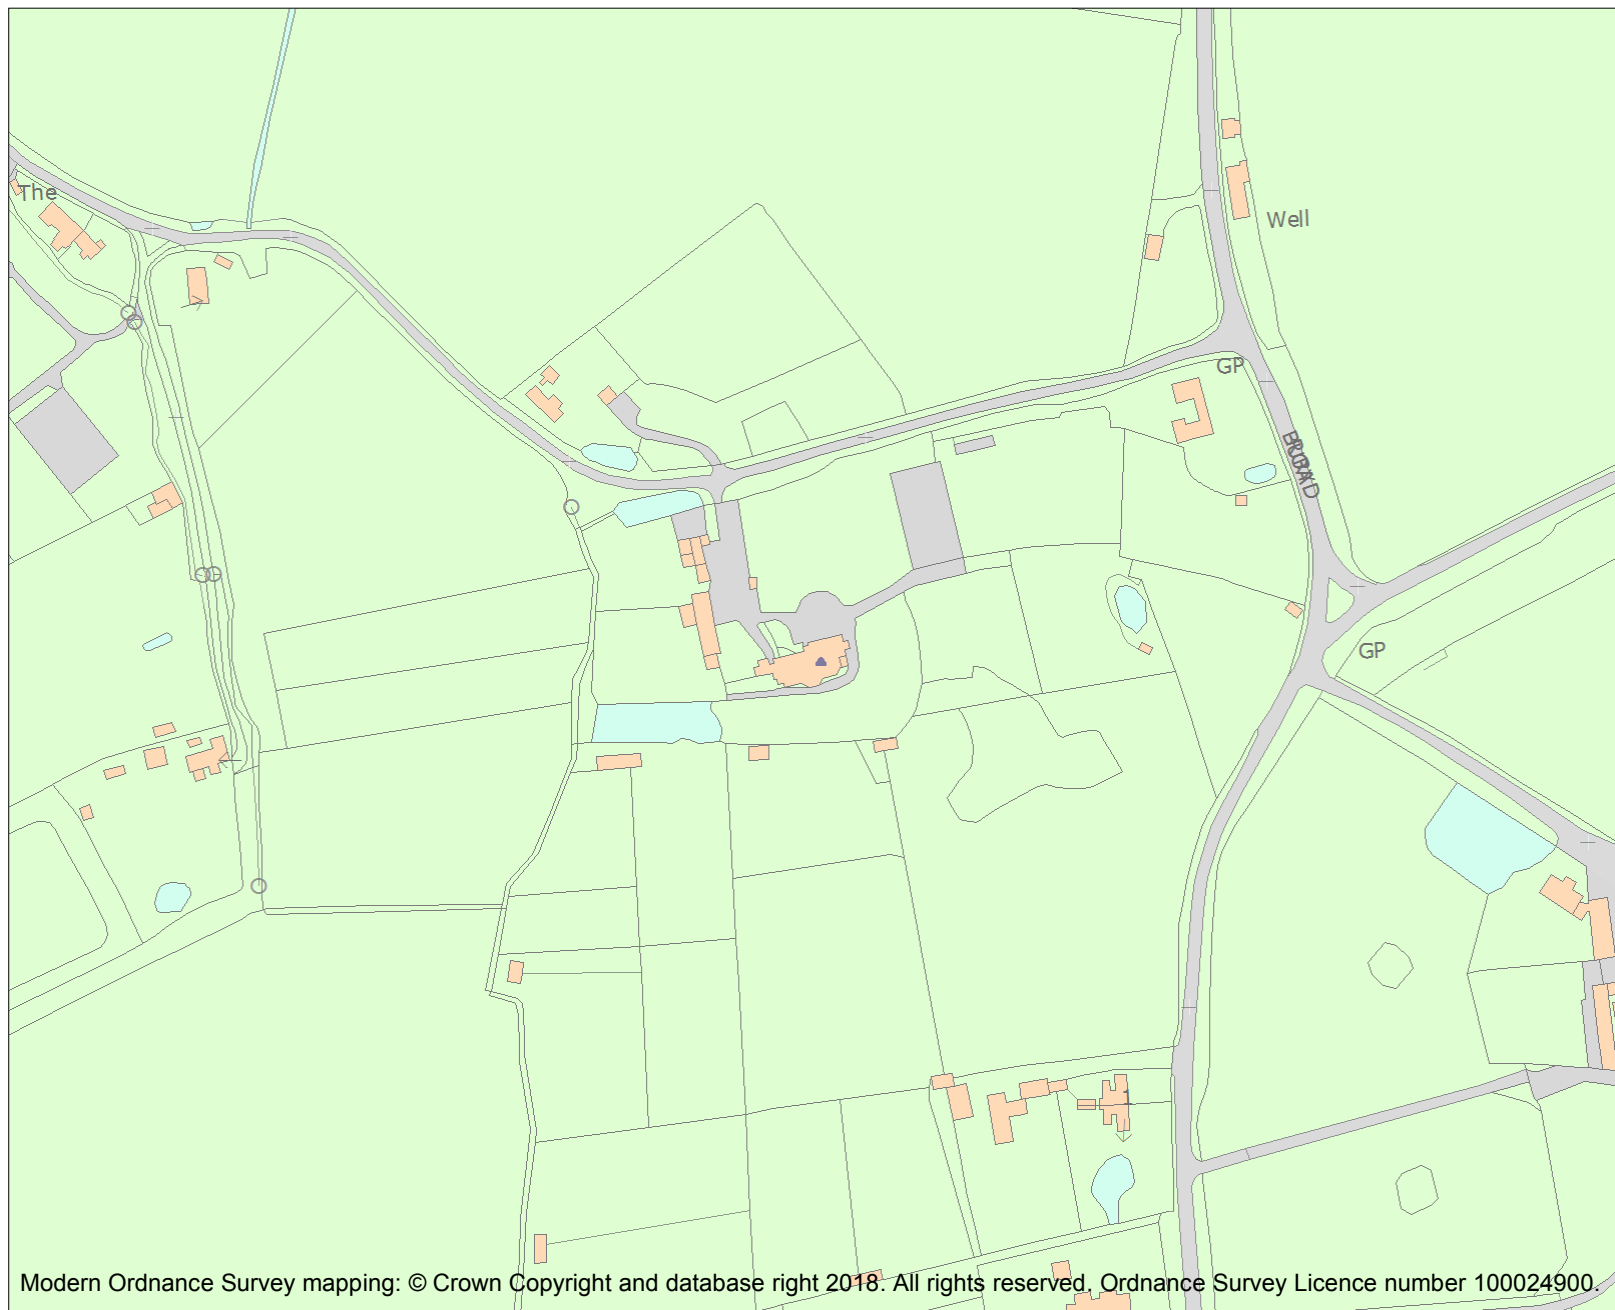 The
Well
GP
GP
1
Modern Ordnance Survey mapping: © Crown Copyright and database right 2018. All rights reserved. Ordnance Survey Licence number 100024900.